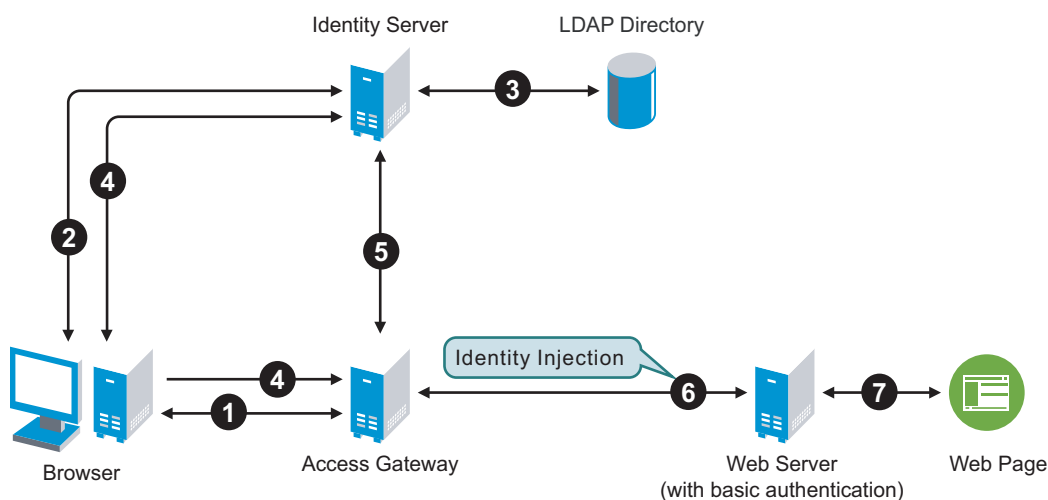 Identity Server
LDAP Directory
3
4
2
5
Identity Injection
4
1
6
7
Browser
Access Gateway
Web Server
(with basic authentication)
Web Page